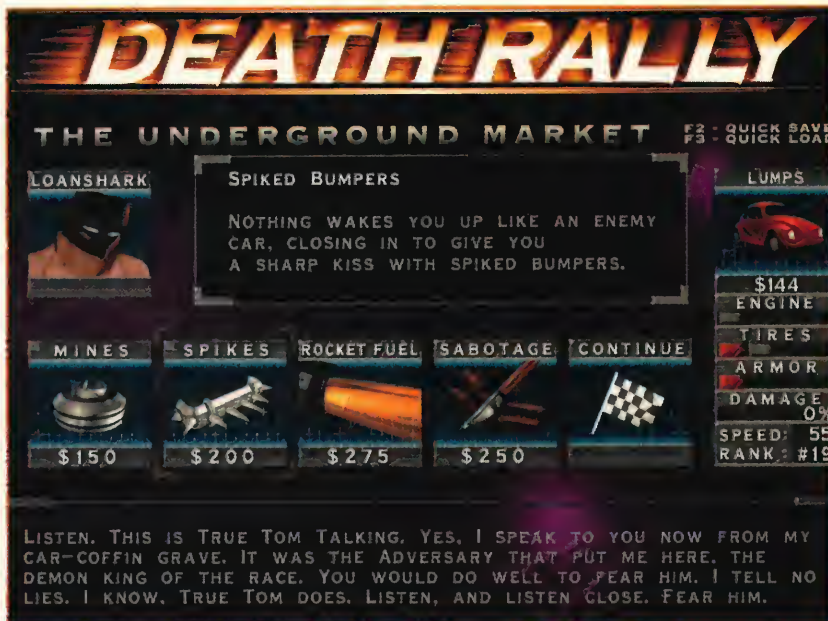 DEATH RALLY
THE UNDERGROUND MARKET
F2 - QUICK SAVE
F3 - QUICK LOAD
LOANSHARK
SPIKED BUMPERS
NOTHING WAKES YOU UP LIKE AN ENEMY
CAR, CLOSING IN TO GIVE YOU
A SHARP KISS WITH SPIKED BUMPERS.
LUMPS
$144
ENGINE
TIRES
ARMOR
DAMAGE
0%
SPEED: 55
RANK: #19
MINES
SPIKES
ROCKET FUEL
SABOTAGE
CONTINUE
$150
$200
$275
$250
LISTEN. THIS IS TRUE TOM TALKING. YES, I SPEAK TO YOU NOW FROM MY
CAR-COFFIN GRAVE. IT WAS THE ADVERSARY THAT PUT ME HERE. THE
DEMON KING OF THE RACE. YOU WOULD DO WELL TO FEAR HIM. I TELL NO
LIES. I KNOW. TRUE TOM DOES. LISTEN, AND LISTEN CLOSE. FEAR HIM.